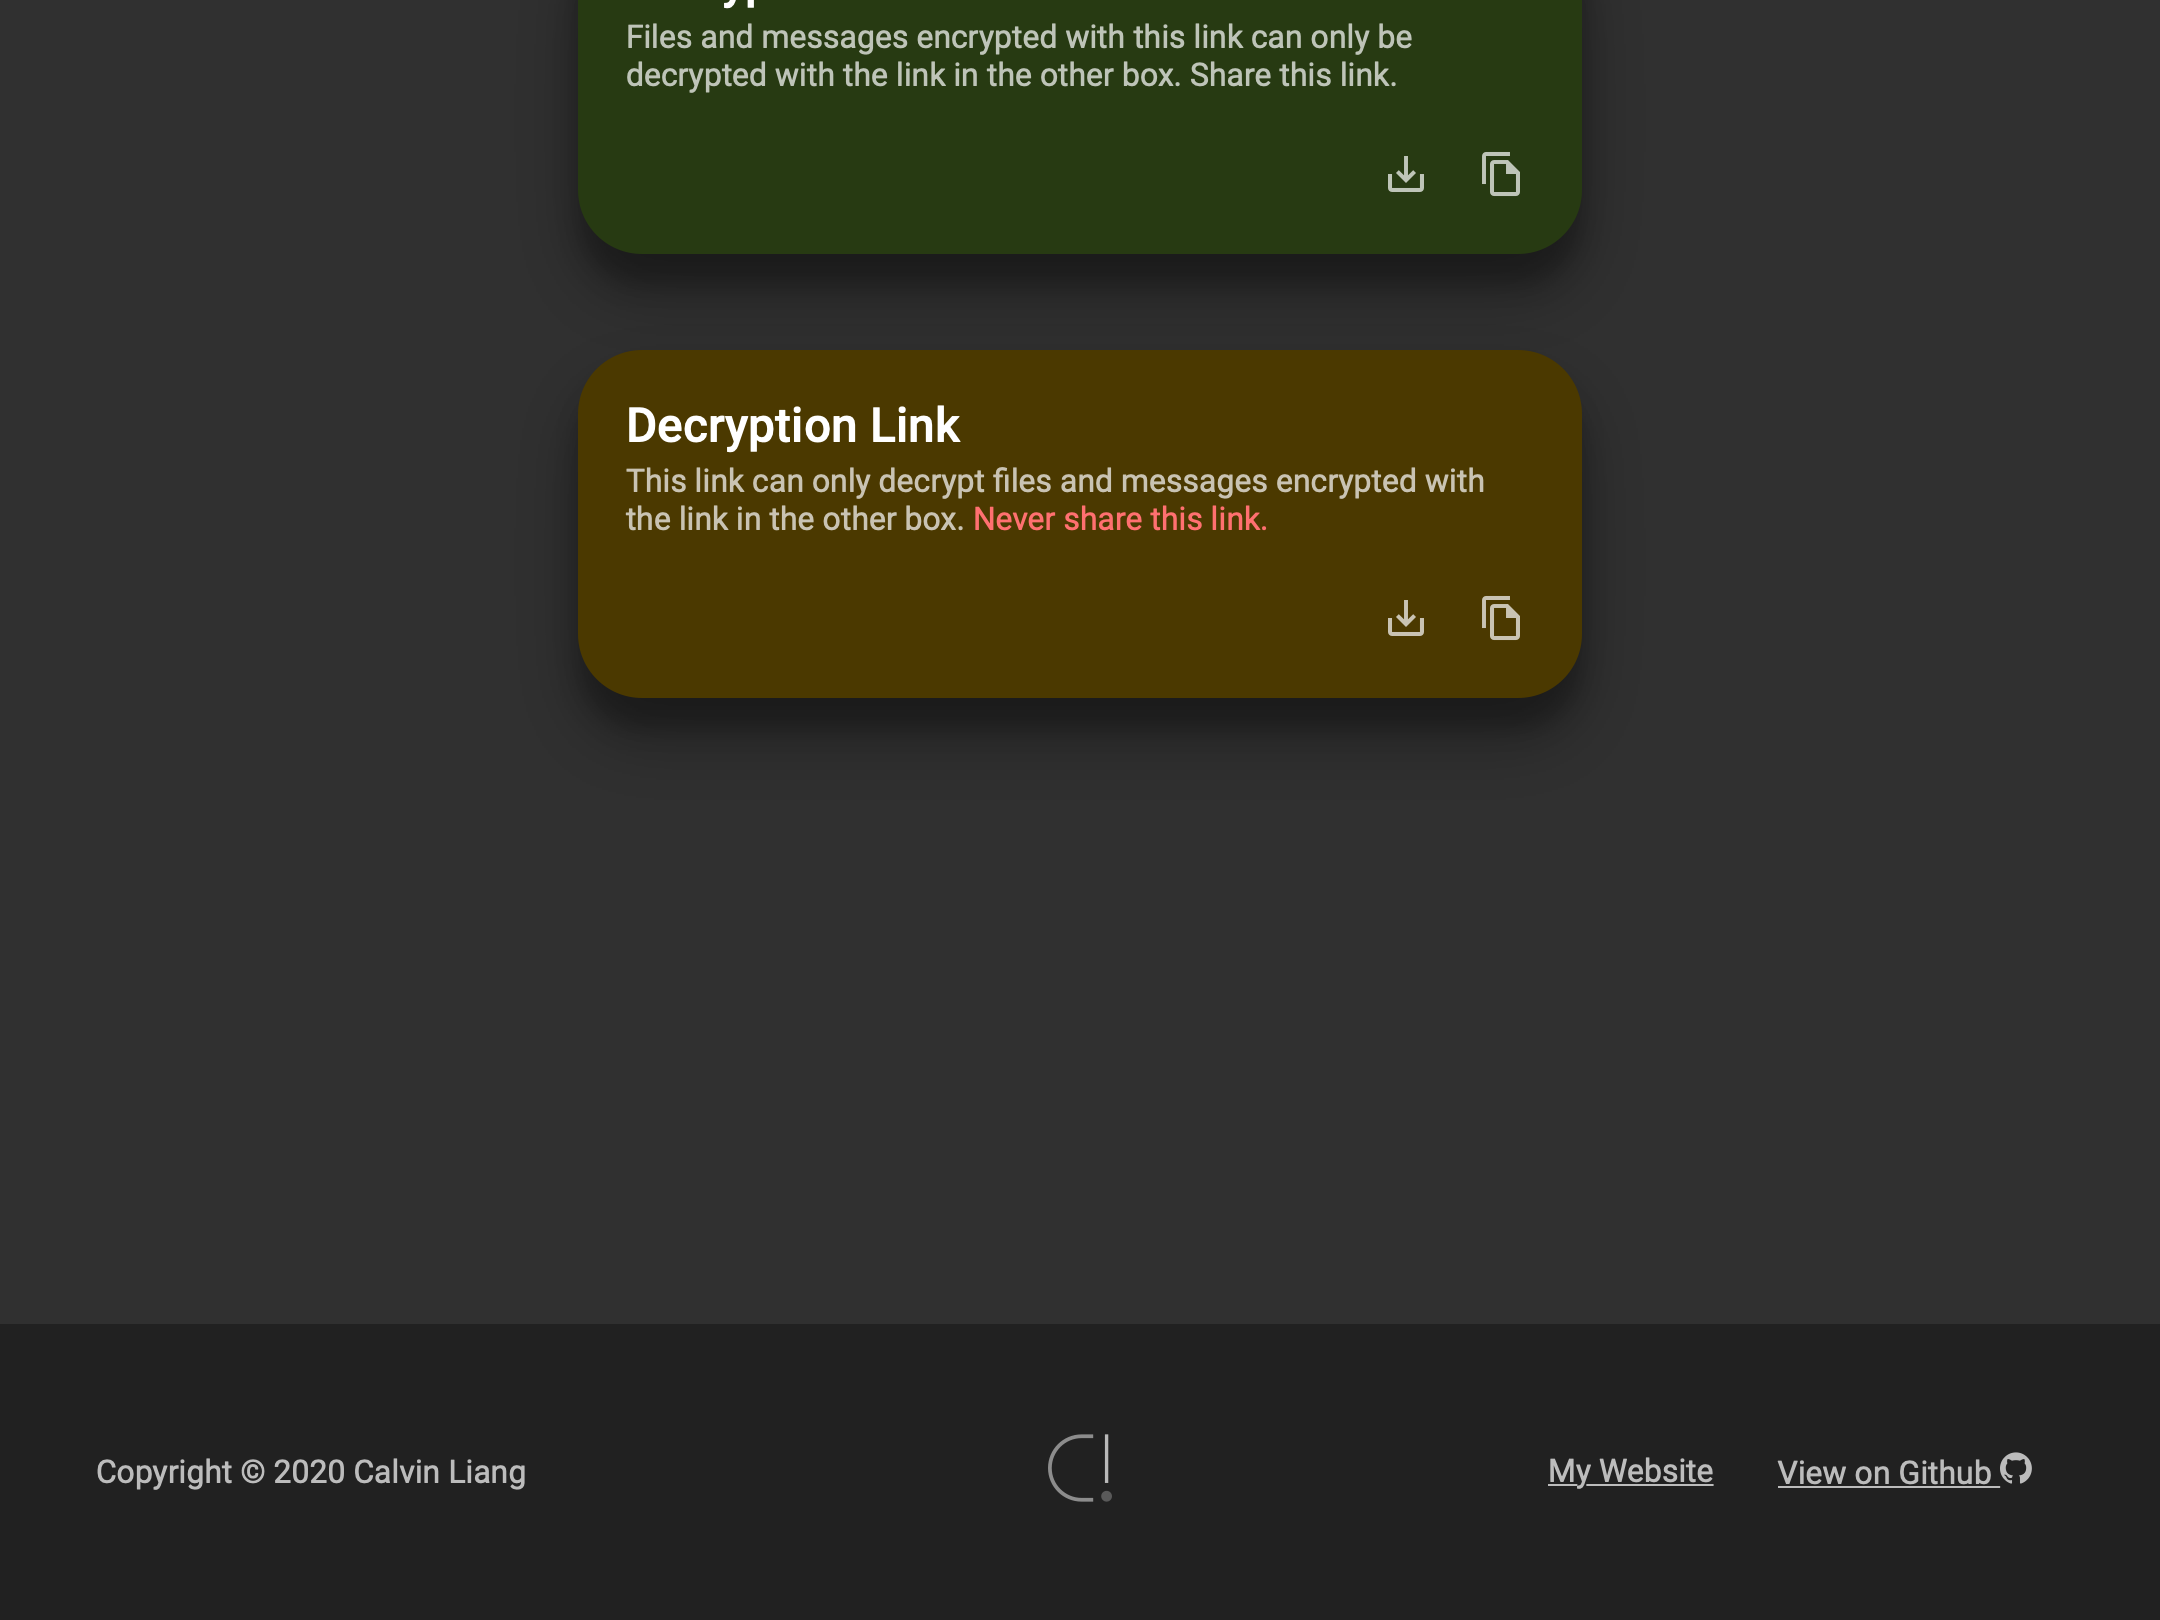 Files and messages encrypted with this link can only be
decrypted with the link in the other box. Share this link.
Decryption Link
This link can only decrypt files and messages encrypted with
the link in the other box. Never share this link.
Copyright © 2020 Calvin Liang
My Website
View on Github